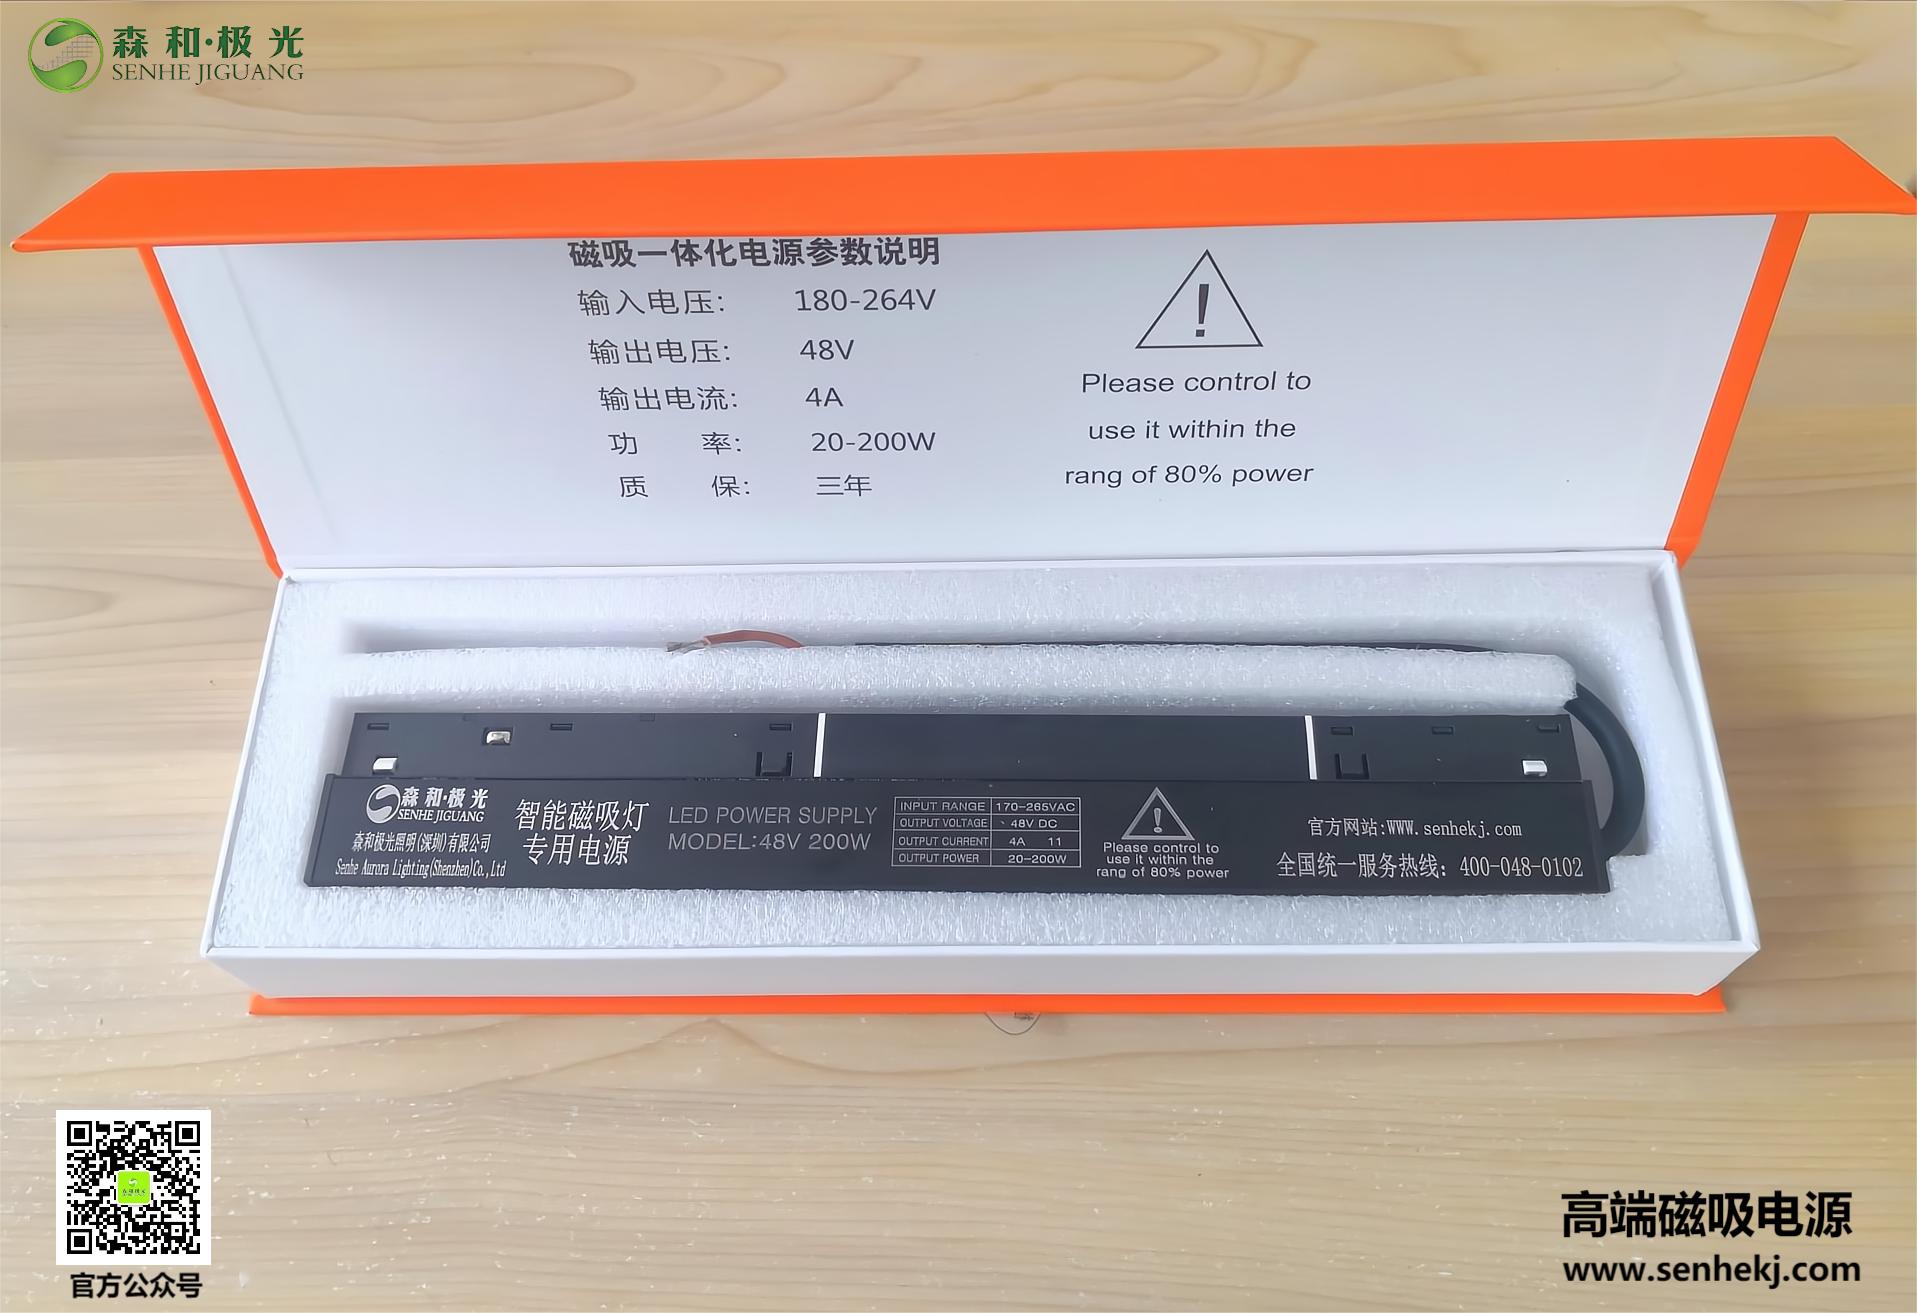 森和·极光
SENHE JIGUANG
磁吸一体化电源参数说明
输入电压: 180-264V
输出电压: 48V
输出电流: 4A
功 率: 20-200W
质 保: 三年
!
Please control to
use it within the
rang of 80% power
森和·极光
SENHE JIGUANG
森和极光照明(深圳)有限公司
Senhe Aurora Lighting(Shenzhen)Co.,Ltd
智能磁吸灯
专用电源
LED POWER SUPPLY
MODEL:48V 200W
INPUT RANGE 170-265VAC
OUTPUT VOLTAGE 48V DC
OUTPUT CURRENT 4A 11
OUTPUT POWER 20-200W
!
Please control to
use it within the
rang of 80% power
官方网站:WWW.senhekj.com
全国统一服务热线: 400-048-0102
官方公众号
高端磁吸电源
www.senhekj.com